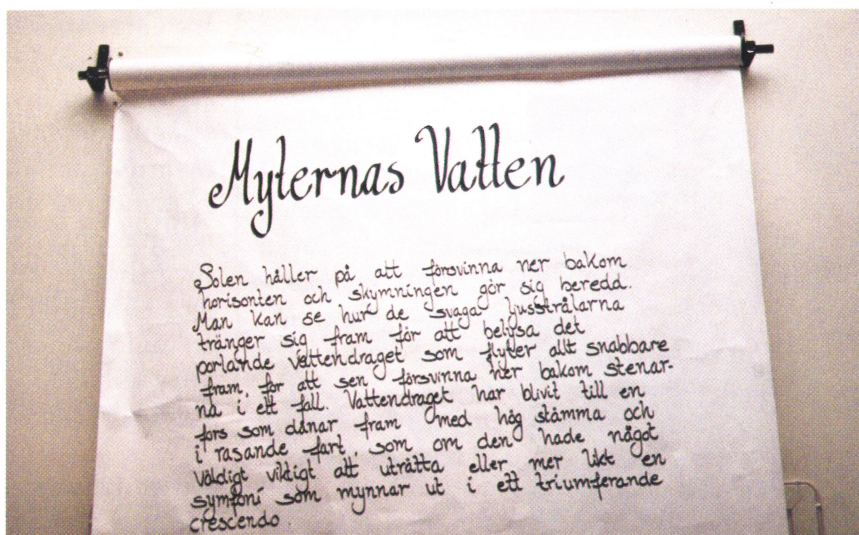 Myternas Vatten
Solen håller på att försvinna ner bakom
horisonten och skymningen gör sig beredd.
Man kan se hur de svaga ljusstrålarna
tränger sig fram för att belysa det
porlande vattendraget som flyter allt snabbare
fram, för att sen försvinna ner bakom stenar-
na i ett fall. Vattendraget har blivit till en
fors som dånar fram med hög stämma och
i rasande fart, som om den hade något
väldigt viktigt att uträtta eller mer likt en
symfoni som mynnar ut i ett triumferande
crescendo.